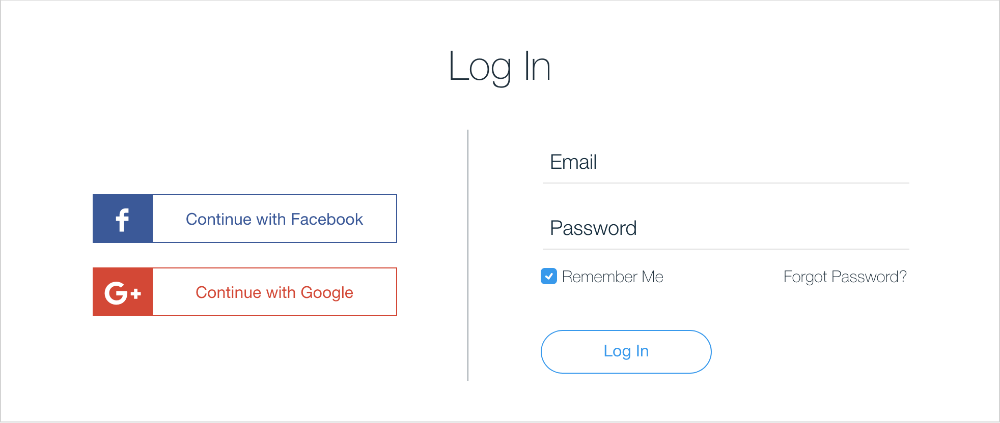 Log In
f
Continue with Facebook
G+
Continue with Google
Email
Password
Remember Me
Forgot Password?
Log In